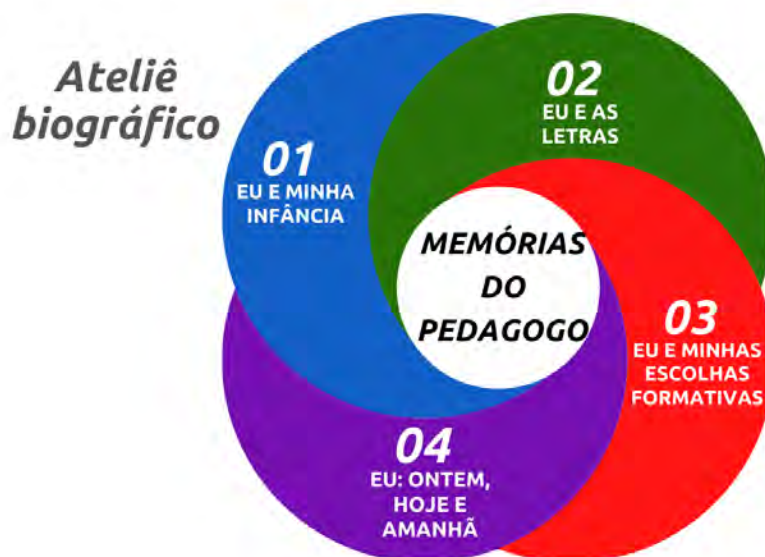 Ateliê
biográfico
01
EU E MINHA
INFÂNCIA
02
EU E AS
LETRAS
MEMÓRIAS
DO
PEDAGOGO
03
EU E MINHAS
ESCOLHAS
FORMATIVAS
04
EU: ONTEM,
HOJE E
AMANHÃ